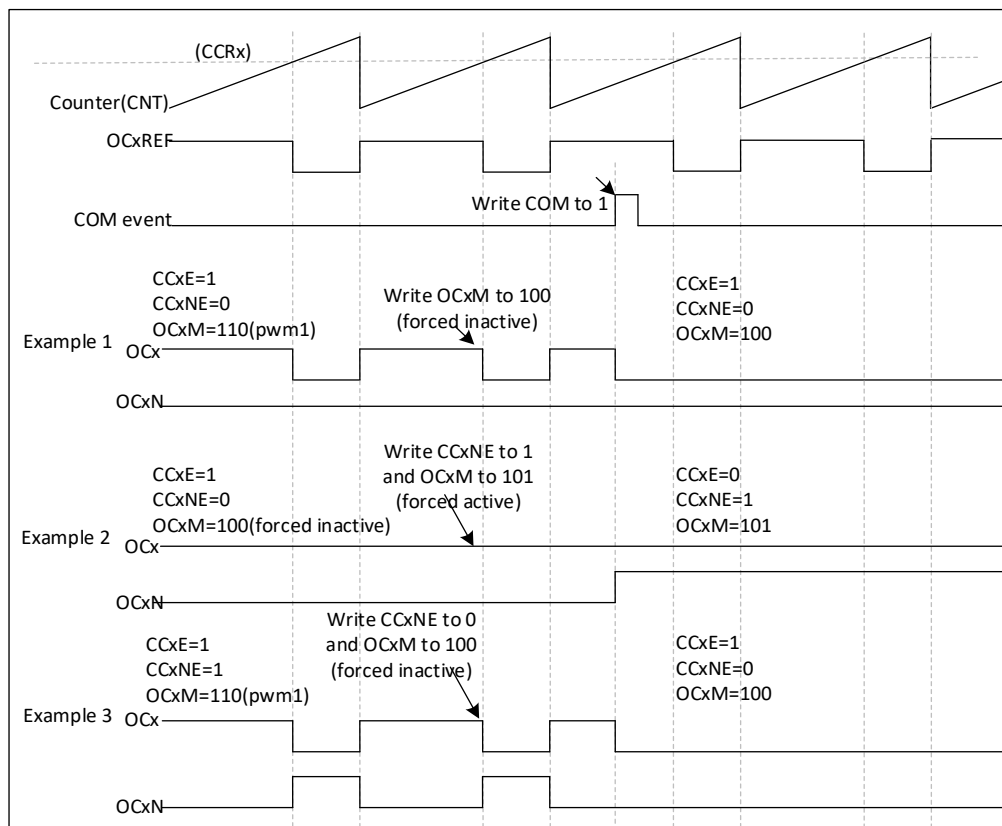 (CCRx)
Counter(CNT)
OCxREF
Write COM to 1
COM event
CCxE=1
CCxNE=0
OCxM=110(pwm1)
Write OCxM to 100
(forced inactive)
CCxE=1
CCxNE=0
OCxM=100
Example 1
OCx
OCxN
CCxE=1
CCxNE=0
OCxM=100(forced inactive)
Write CCxNE to 1
and OCxM to 101
(forced active)
CCxE=0
CCxNE=1
OCxM=101
Example 2
OCx
OCxN
CCxE=1
CCxNE=1
OCxM=110(pwm1)
Write CCxNE to 0
and OCxM to 100
(forced inactive)
CCxE=1
CCxNE=0
OCxM=100
Example 3
OCx
OCxN